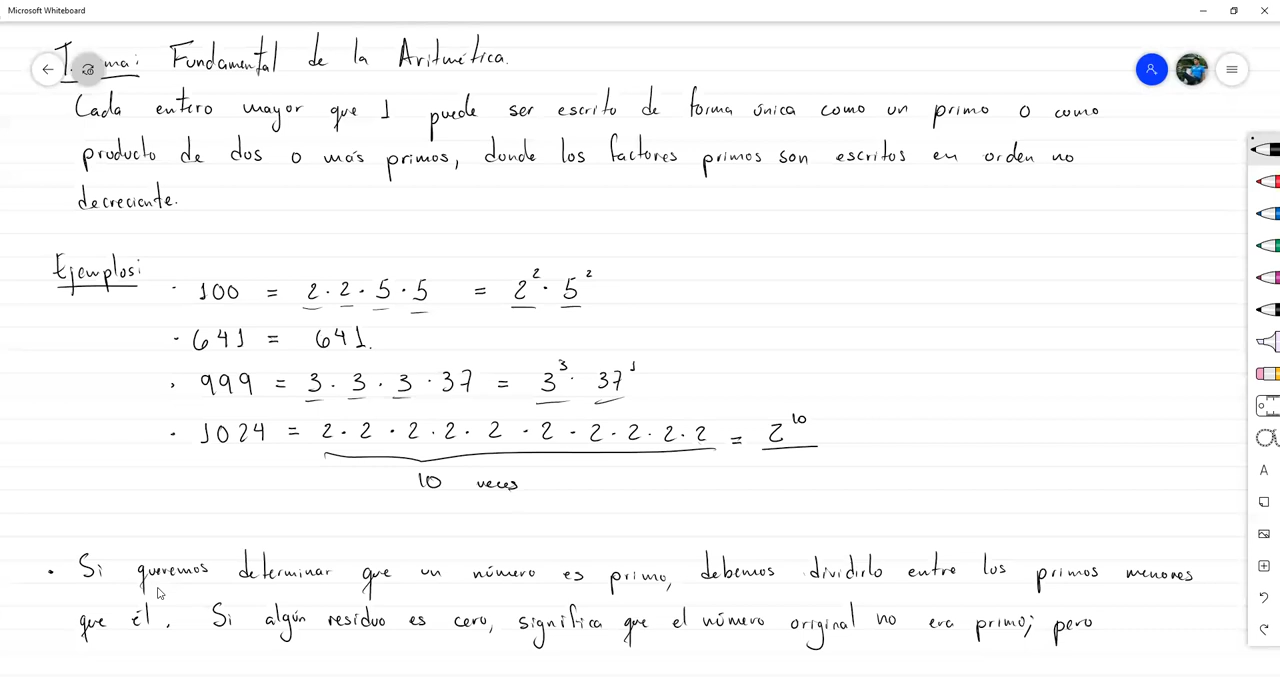 Microsoft Whiteboard
Fundamental de la Aritmética.
Cada entero mayor que 1 puede ser escrito de forma única como un primo o como
producto de dos o más primos, donde los factores primos son escritos en orden no
decreciente.
Ejemplos:
· 100 = 2 · 2 · 5 · 5 = 2² · 5²
· 641 = 641.
· 999 = 3 · 3 · 3 · 37 = 3³ · 37¹
· 1024 = 2 · 2 · 2 · 2 · 2 · 2 · 2 · 2 · 2 · 2 = 2¹⁰
10 veces
· Si queremos determinar que un número es primo, debemos dividirlo entre los primos menores
que él. Si algún residuo es cero, significa que el número original no era primo; pero
A